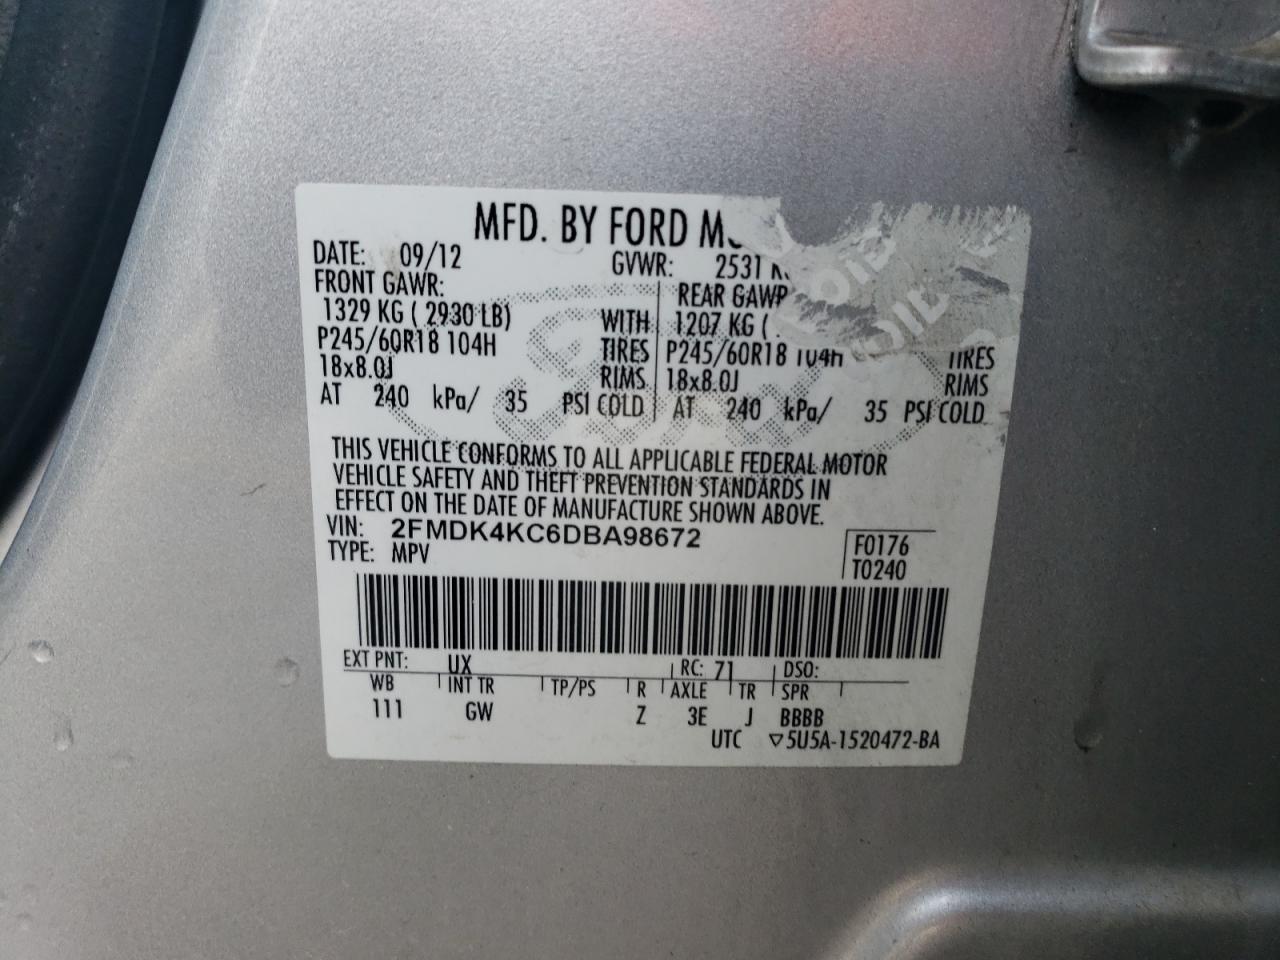 MFD. BY FORD
DATE: 09/12 GVWR: 2531
FRONT GAWR: REAR GAWR
1329 KG ( 2930 LB) WITH 1207 KG (
P245/60R18 104H TIRES P245/60R18 104H TIRES
18x8.0J RIMS 18x8.0J RIMS
AT 240 kPa/ 35 PSI COLD AT 240 kPa/ 35 PSI COLD
Ford
THIS VEHICLE CONFORMS TO ALL APPLICABLE FEDERAL MOTOR
VEHICLE SAFETY AND THEFT PREVENTION STANDARDS IN
EFFECT ON THE DATE OF MANUFACTURE SHOWN ABOVE.
VIN: 2FMDK4KC6DBA98672 F0176
TYPE: MPV T0240
EXT PNT: UX RC: 71 DSO:
WB INT TR TP/PS R AXLE TR SPR
111 GW Z 3E J BBBB
UTC ▽5U5A-1520472-BA